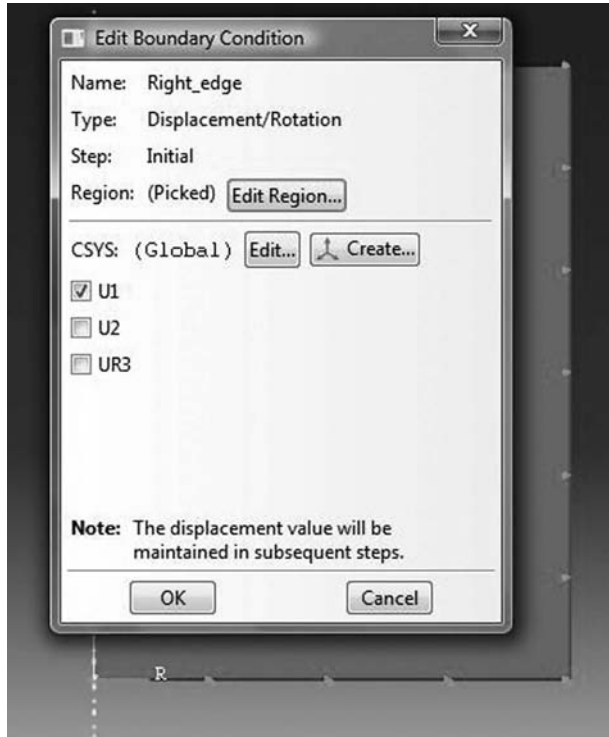 Edit Boundary Condition
Name: Right_edge
Type: Displacement/Rotation
Step: Initial
Region: (Picked) Edit Region...
CSYS: (Global) Edit... Create...
U1
U2
UR3
Note: The displacement value will be
maintained in subsequent steps.
OK Cancel
R